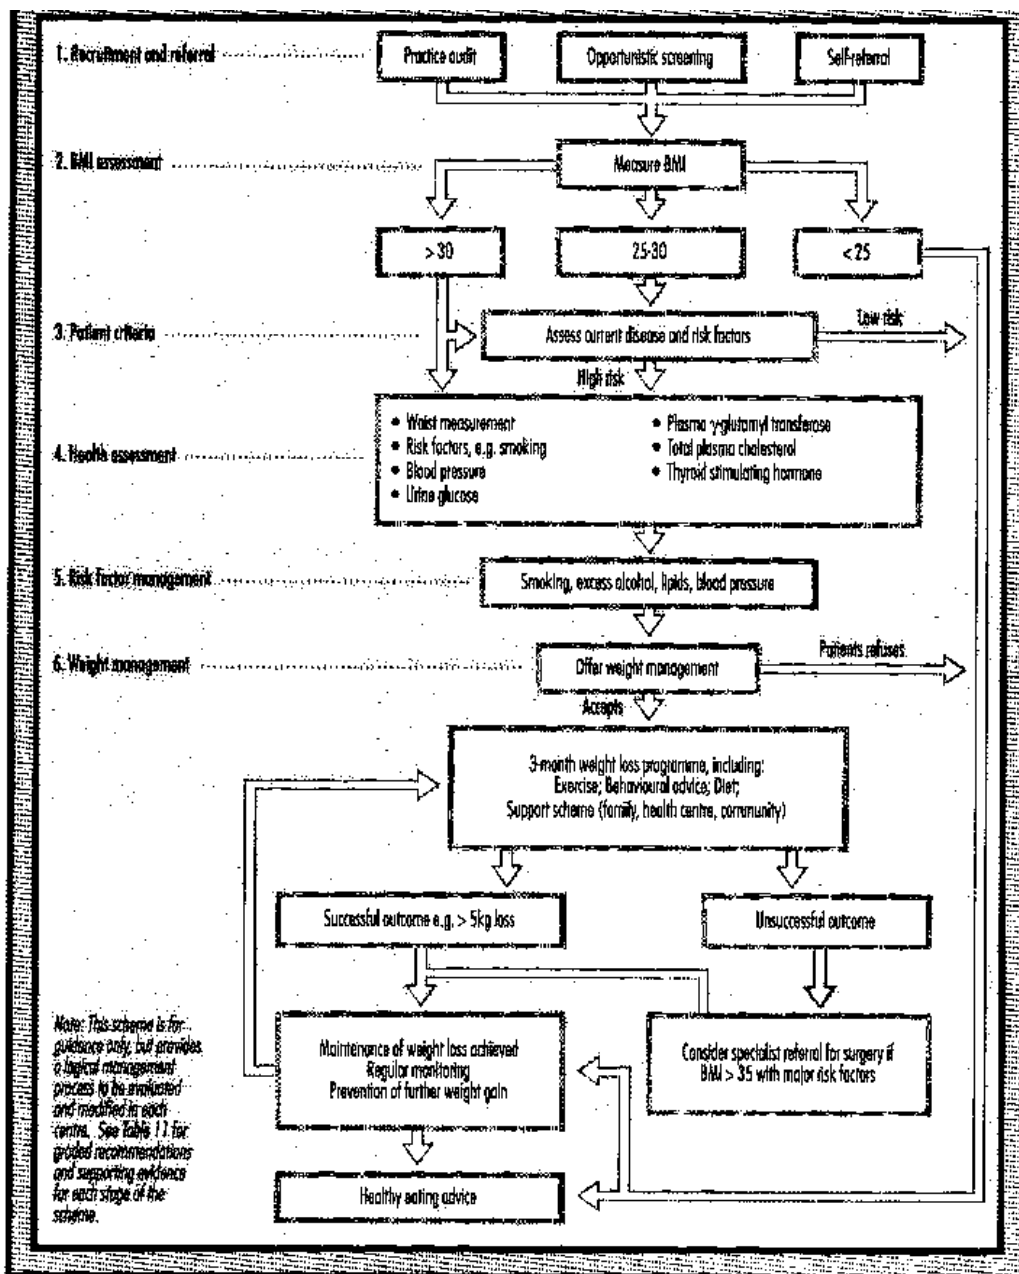 1. Recruitment and referral
Practice audit
Opportunistic screening
Self-referral
2. BMI assessment
Measure BMI
> 30
25-30
< 25
3. Patient criteria
Assess current disease and risk factors
Low risk
High risk
4. Health assessment
• Waist measurement
• Risk factors, e.g. smoking
• Blood pressure
• Urine glucose
• Plasma γ-glutamyl transferase
• Total plasma cholesterol
• Thyroid stimulating hormone
5. Risk factor management
Smoking, excess alcohol, lipids, blood pressure
6. Weight management
Offer weight management
Patients refuses
Accepts
3-month weight loss programme, including:
Exercise; Behavioural advice; Diet;
Support scheme (family, health centre, community)
Successful outcome e.g. > 5kg loss
Unsuccessful outcome
Maintenance of weight loss achieved
Regular monitoring
Prevention of further weight gain
Consider specialist referral for surgery if
BMI > 35 with major risk factors
Healthy eating advice
Note: This scheme is for
guidance only, but provides
a logical management
process to be evaluated
and modified in each
centre. See Table 11 for
graded recommendations
and supporting evidence
for each stage of the
scheme.